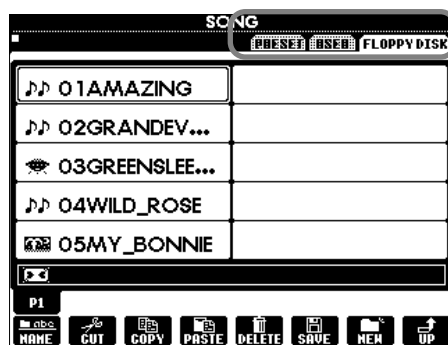 SONG
PRESET USER FLOPPY DISK
01AMAZING
02GRANDEV...
03GREENSLEE...
04WILD_ROSE
05MY_BONNIE
P1
abc
NAME CUT COPY PASTE DELETE SAVE NEW UP